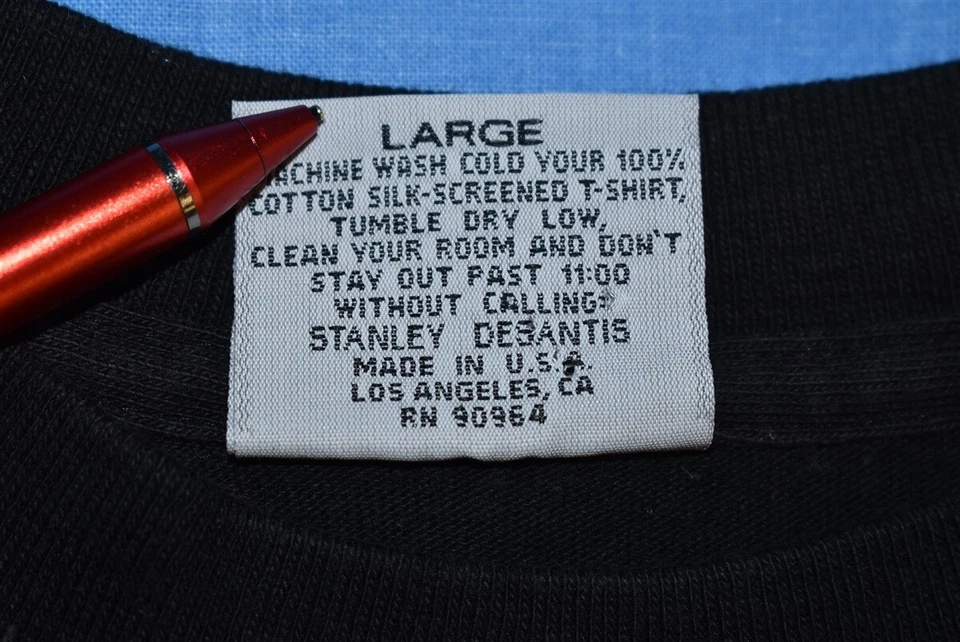 LARGE
MACHINE WASH COLD YOUR 100%
COTTON SILK-SCREENED T-SHIRT,
TUMBLE DRY LOW,
CLEAN YOUR ROOM AND DON'T
STAY OUT PAST 11:00
WITHOUT CALLING:
STANLEY DESANTIS
MADE IN U.S.A.
LOS ANGELES, CA
RN 90964